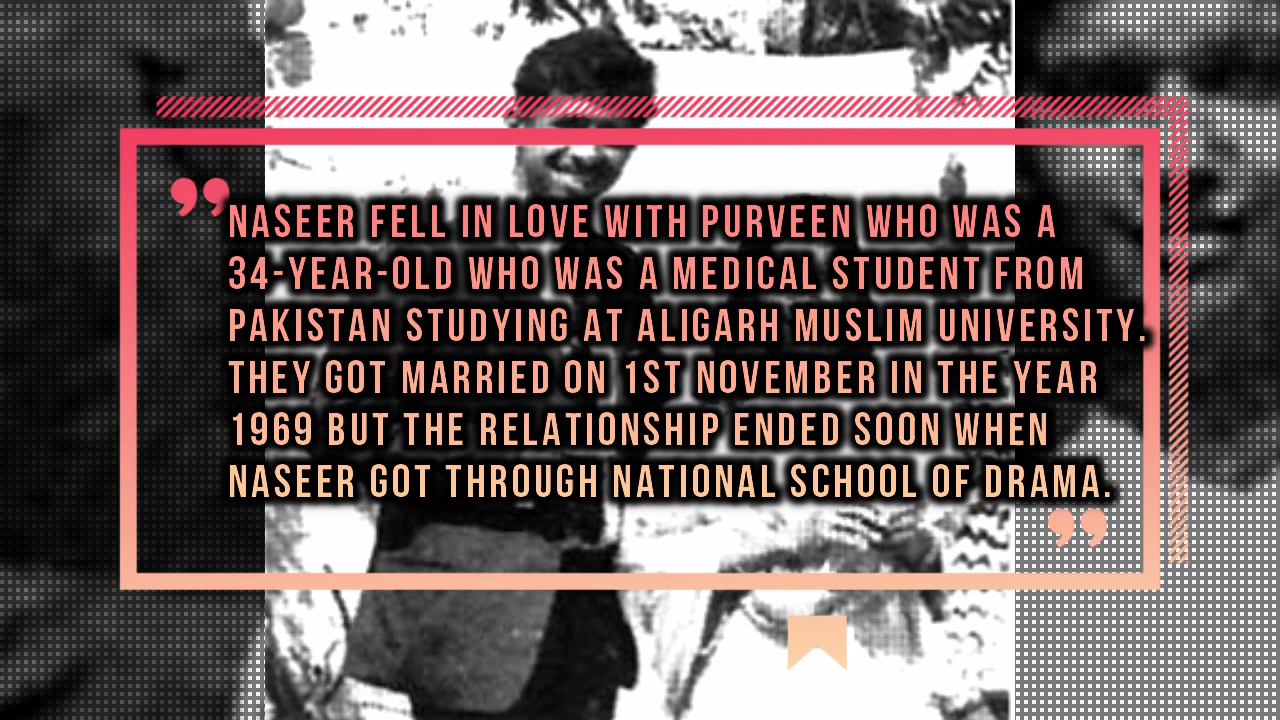 NASEER FELL IN LOVE WITH PURVEEN WHO WAS A
34-YEAR-OLD WHO WAS A MEDICAL STUDENT FROM
PAKISTAN STUDYING AT ALIGARH MUSLIM UNIVERSITY.
THEY GOT MARRIED ON 1ST NOVEMBER IN THE YEAR
1969 BUT THE RELATIONSHIP ENDED SOON WHEN
NASEER GOT THROUGH NATIONAL SCHOOL OF DRAMA.